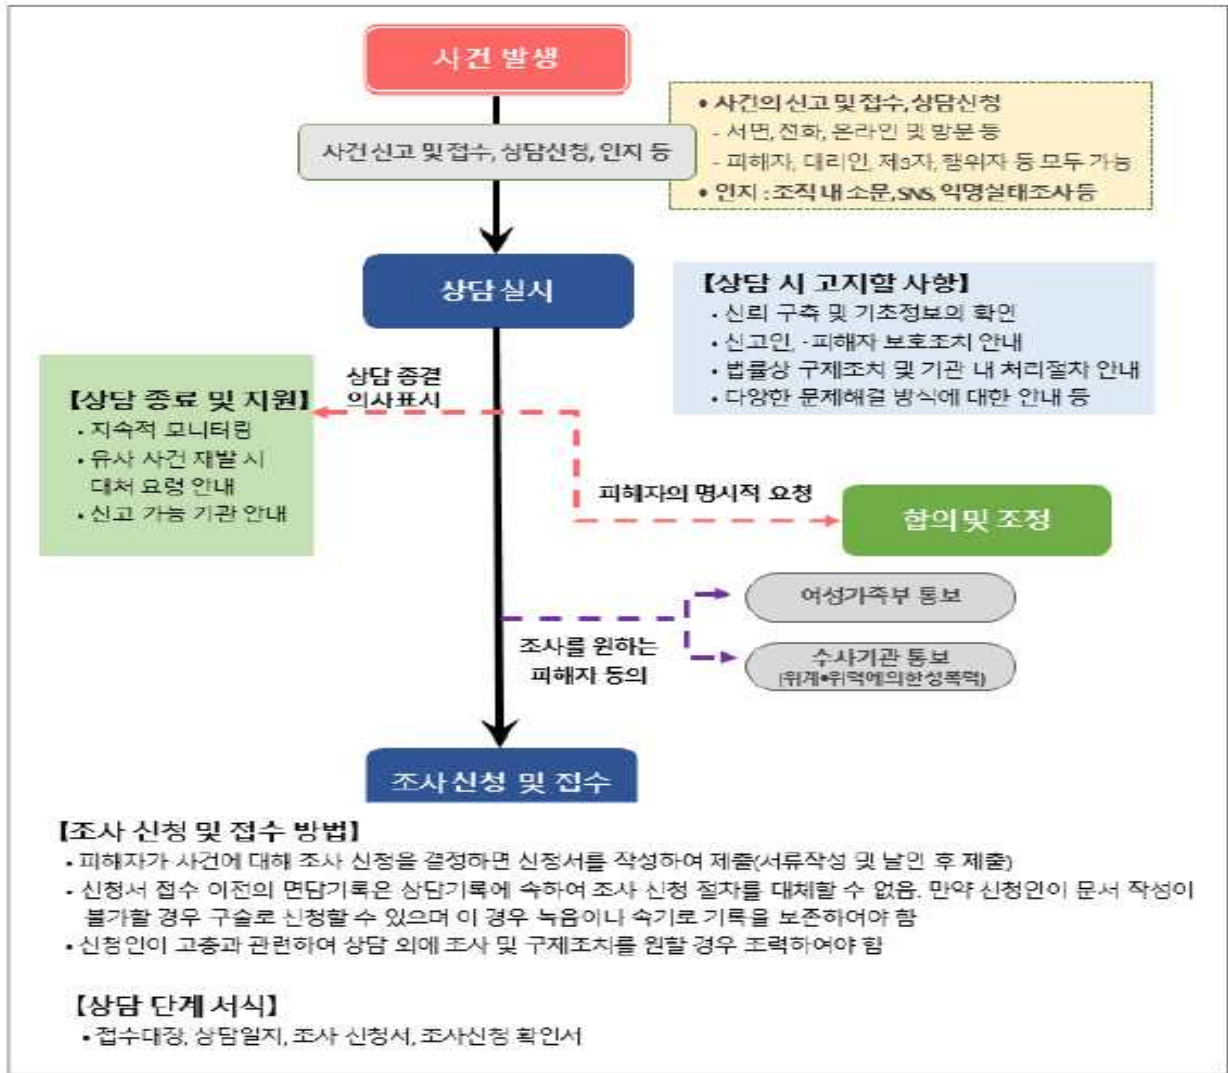 사건 발생
사건 신고 및 접수, 상담신청, 인지 등
• 사건의 신고 및 접수, 상담신청
- 서면, 전화, 온라인 및 방문 등
- 피해자, 대리인, 제3자, 행위자 등 모두 가능
• 인지 : 조직 내 소문, SNS, 익명실태조사 등
상담 실시
【상담 시 고지할 사항】
• 신뢰 구축 및 기초정보의 확인
• 신고인, -피해자 보호조치 안내
• 법률상 구제조치 및 기관 내 처리절차 안내
• 다양한 문제해결 방식에 대한 안내 등
상담 종결
의사표시
【상담 종료 및 지원】
• 지속적 모니터링
• 유사 사건 재발 시
대처 요령 안내
• 신고 가능 기관 안내
피해자의 명시적 요청
합의 및 조정
여성가족부 통보
조사를 원하는
피해자 동의
수사기관 통보
(위계•위력에의한성폭력)
조사 신청 및 접수
【조사 신청 및 접수 방법】
• 피해자가 사건에 대해 조사 신청을 결정하면 신청서를 작성하여 제출(서류작성 및 날인 후 제출)
• 신청서 접수 이전의 면담기록은 상담기록에 속하여 조사 신청 절차를 대체할 수 없음. 만약 신청인이 문서 작성이
불가할 경우 구술로 신청할 수 있으며 이 경우 녹음이나 속기로 기록을 보존하여야 함
• 신청인이 고충과 관련하여 상담 외에 조사 및 구제조치를 원할 경우 조력하여야 함
【상담 단계 서식】
• 접수대장, 상담일지, 조사 신청서, 조사신청 확인서